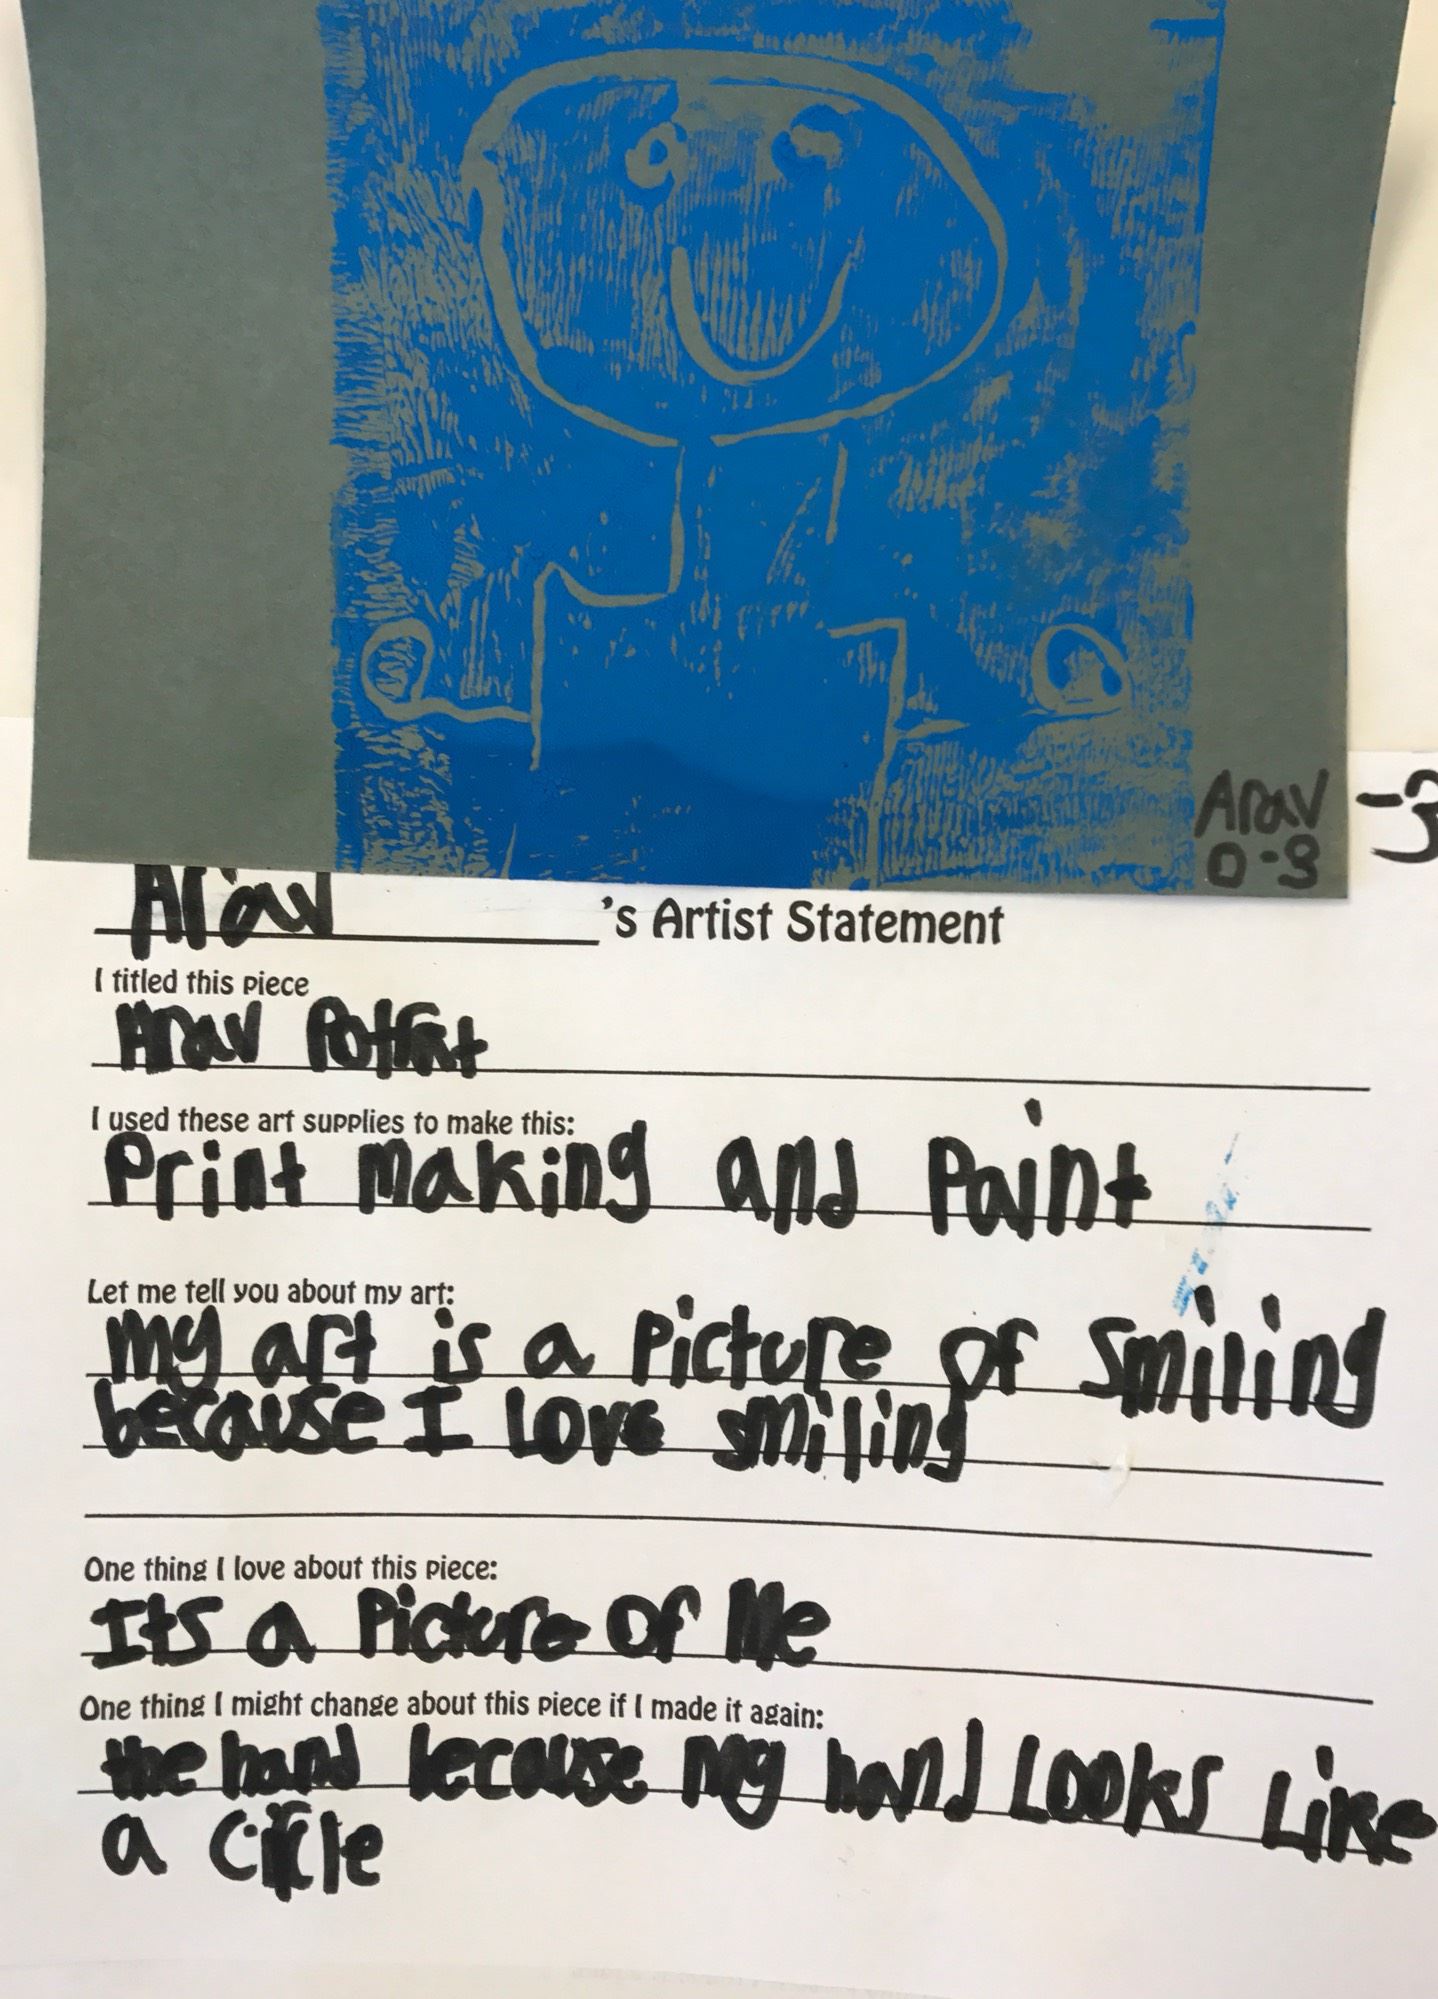 Arav
0-3
-3
Arav 's Artist Statement
I titled this piece
Arav
I used these art supplies to make this:
Print making and Paint
Let me tell you about my art:
my art is a Picture of smiling
because I Love smiling
One thing I love about this piece:
Its a Picture of Me
One thing I might change about this piece if I made it again:
the hand because my hand Looks Like
a circle